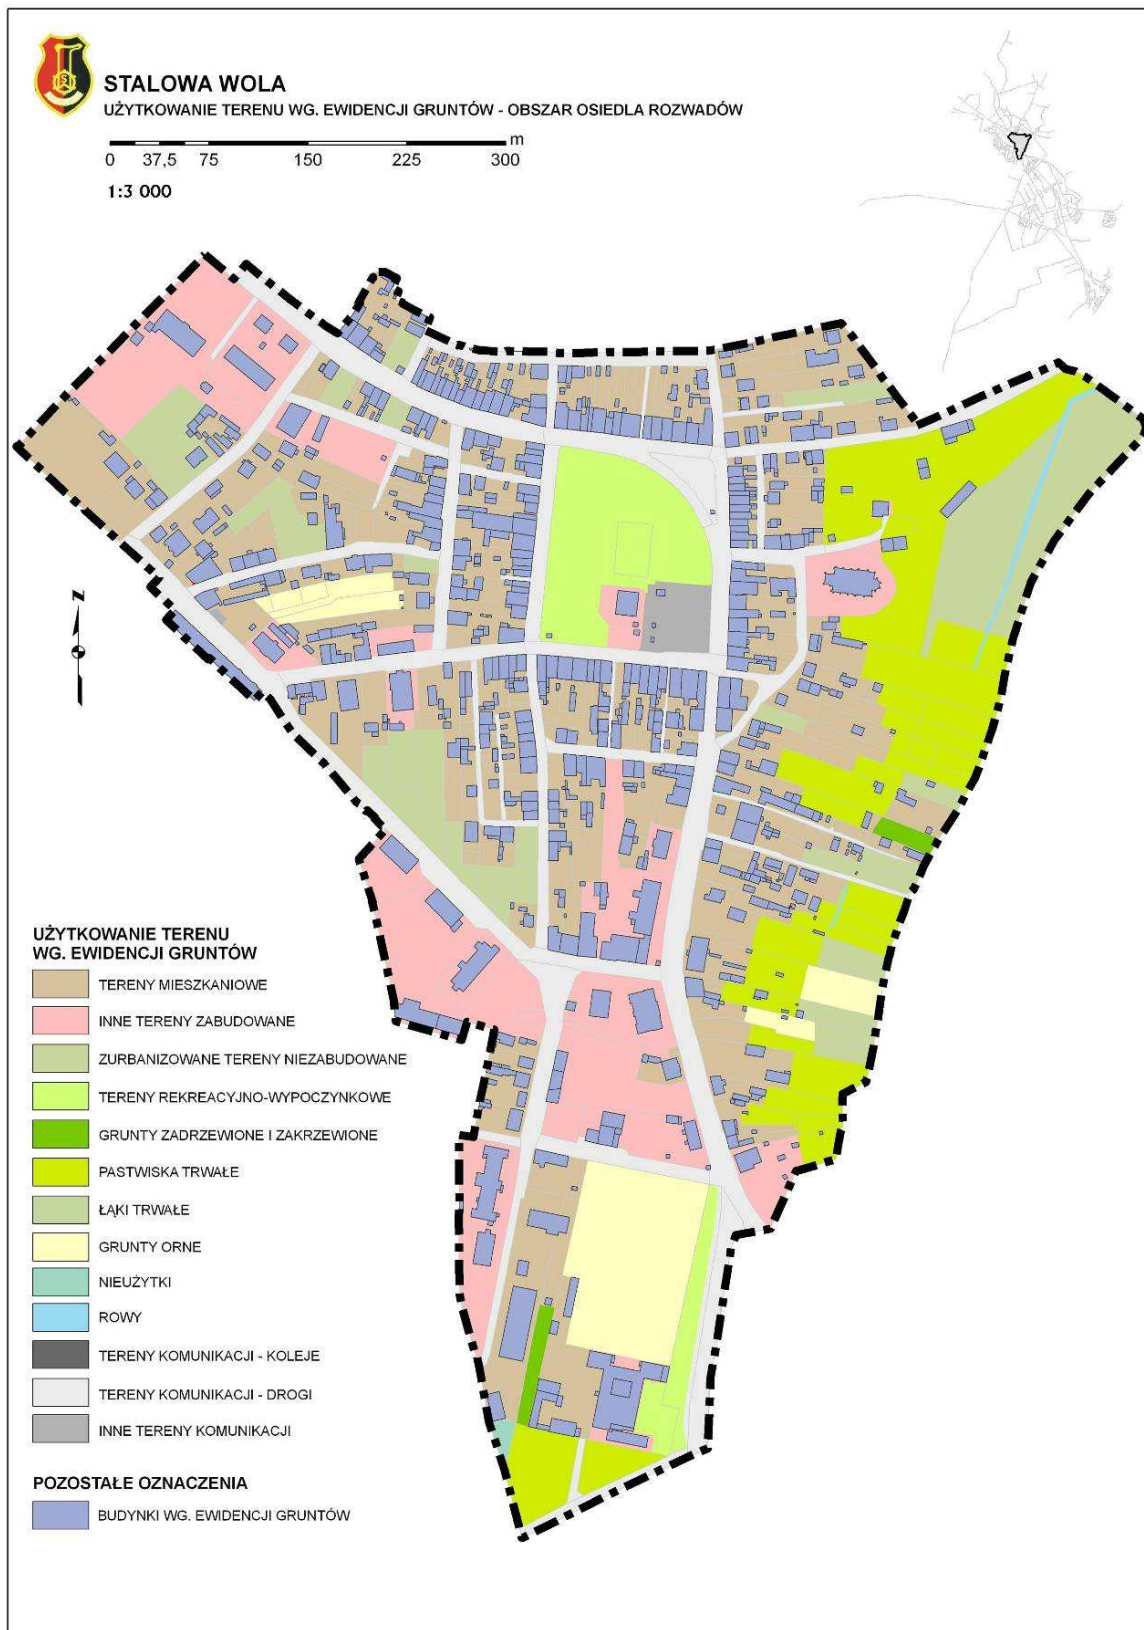 S
STALOWA WOLA
UŻYTKOWANIE TERENU WG. EWIDENCJI GRUNTÓW - OBSZAR OSIEDLA ROZWADÓW
m
0 37,5 75 150 225 300
1:3 000
N
UŻYTKOWANIE TERENU
WG. EWIDENCJI GRUNTÓW
TERENY MIESZKANIOWE
INNE TERENY ZABUDOWANE
ZURBANIZOWANE TERENY NIEZABUDOWANE
TERENY REKREACYJNO-WYPOCZYNKOWE
GRUNTY ZADRZEWIONE I ZAKRZEWIONE
PASTWISKA TRWAŁE
ŁĄKI TRWAŁE
GRUNTY ORNE
NIEUŻYTKI
ROWY
TERENY KOMUNIKACJI - KOLEJE
TERENY KOMUNIKACJI - DROGI
INNE TERENY KOMUNIKACJI
POZOSTAŁE OZNACZENIA
BUDYNKI WG. EWIDENCJI GRUNTÓW